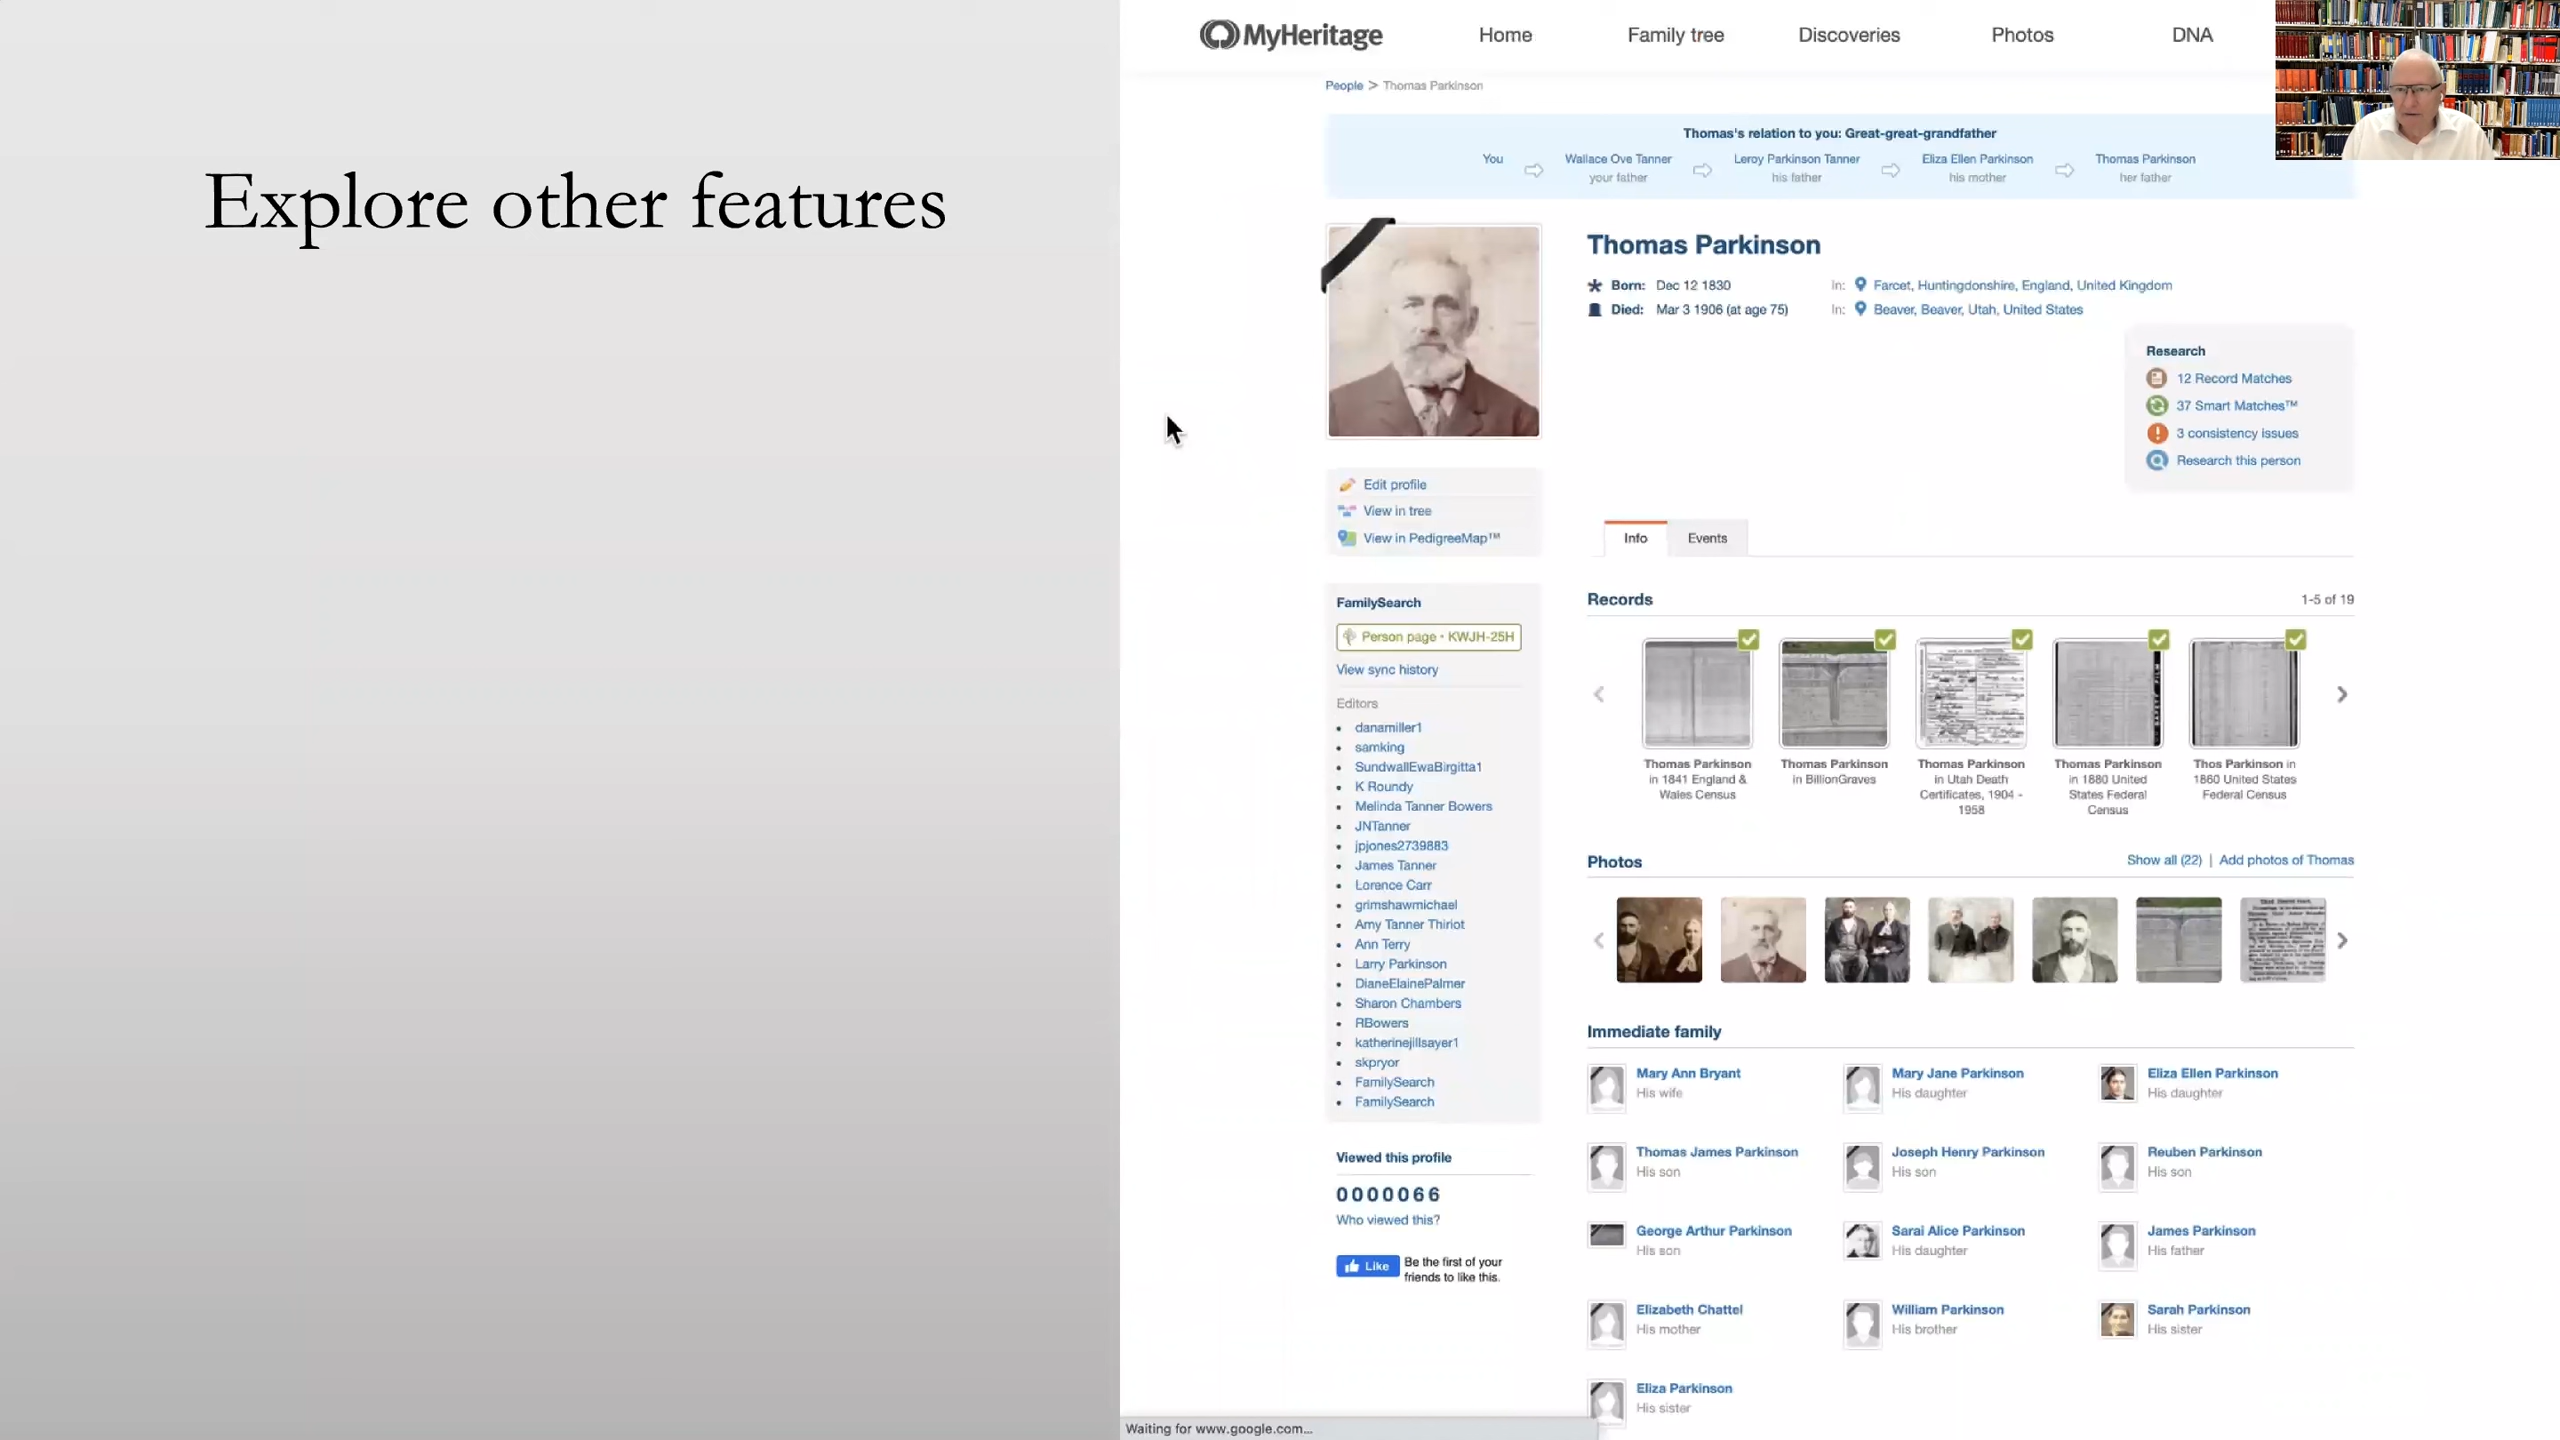 Explore other features
MyHeritage
Home
Family tree
Discoveries
Photos
DNA
People > Thomas Parkinson
Thomas's relation to you: Great-great-grandfather
You
Wallace Ove Tanner
your father
Leroy Parkinson Tanner
his father
Eliza Ellen Parkinson
his mother
Thomas Parkinson
her father
Thomas Parkinson
Born: Dec 12 1830 In: Farcet, Huntingdonshire, England, United Kingdom
Died: Mar 3 1906 (at age 75) In: Beaver, Beaver, Utah, United States
Research
12 Record Matches
37 Smart Matches™
3 consistency issues
Research this person
Edit profile
View in tree
View in PedigreeMap™
FamilySearch
Person page • KWJH-25H
View sync history
Editors
danamiller1
samking
SundwallEwaBirgitta1
K Roundy
Melinda Tanner Bowers
JNTanner
jpjones2739883
James Tanner
Lorence Carr
grimshawmichael
Amy Tanner Thiriot
Ann Terry
Larry Parkinson
DianeElainePalmer
Sharon Chambers
RBowers
katherinejillsayer1
skpryor
FamilySearch
FamilySearch
Viewed this profile
0000066
Who viewed this?
Like
Be the first of your
friends to like this.
Info
Events
Records
1-5 of 19
Thomas Parkinson
in 1841 England &
Wales Census
Thomas Parkinson
in BillionGraves
Thomas Parkinson
in Utah Death
Certificates, 1904 -
1958
Thomas Parkinson
in 1880 United
States Federal
Census
Thos Parkinson in
1860 United States
Federal Census
Photos
Show all (22) | Add photos of Thomas
Immediate family
Mary Ann Bryant
His wife
Mary Jane Parkinson
His daughter
Eliza Ellen Parkinson
His daughter
Thomas James Parkinson
His son
Joseph Henry Parkinson
His son
Reuben Parkinson
His son
George Arthur Parkinson
His son
Sarai Alice Parkinson
His daughter
James Parkinson
His father
Elizabeth Chattel
His mother
William Parkinson
His brother
Sarah Parkinson
His sister
Eliza Parkinson
His sister
Waiting for www.google.com...